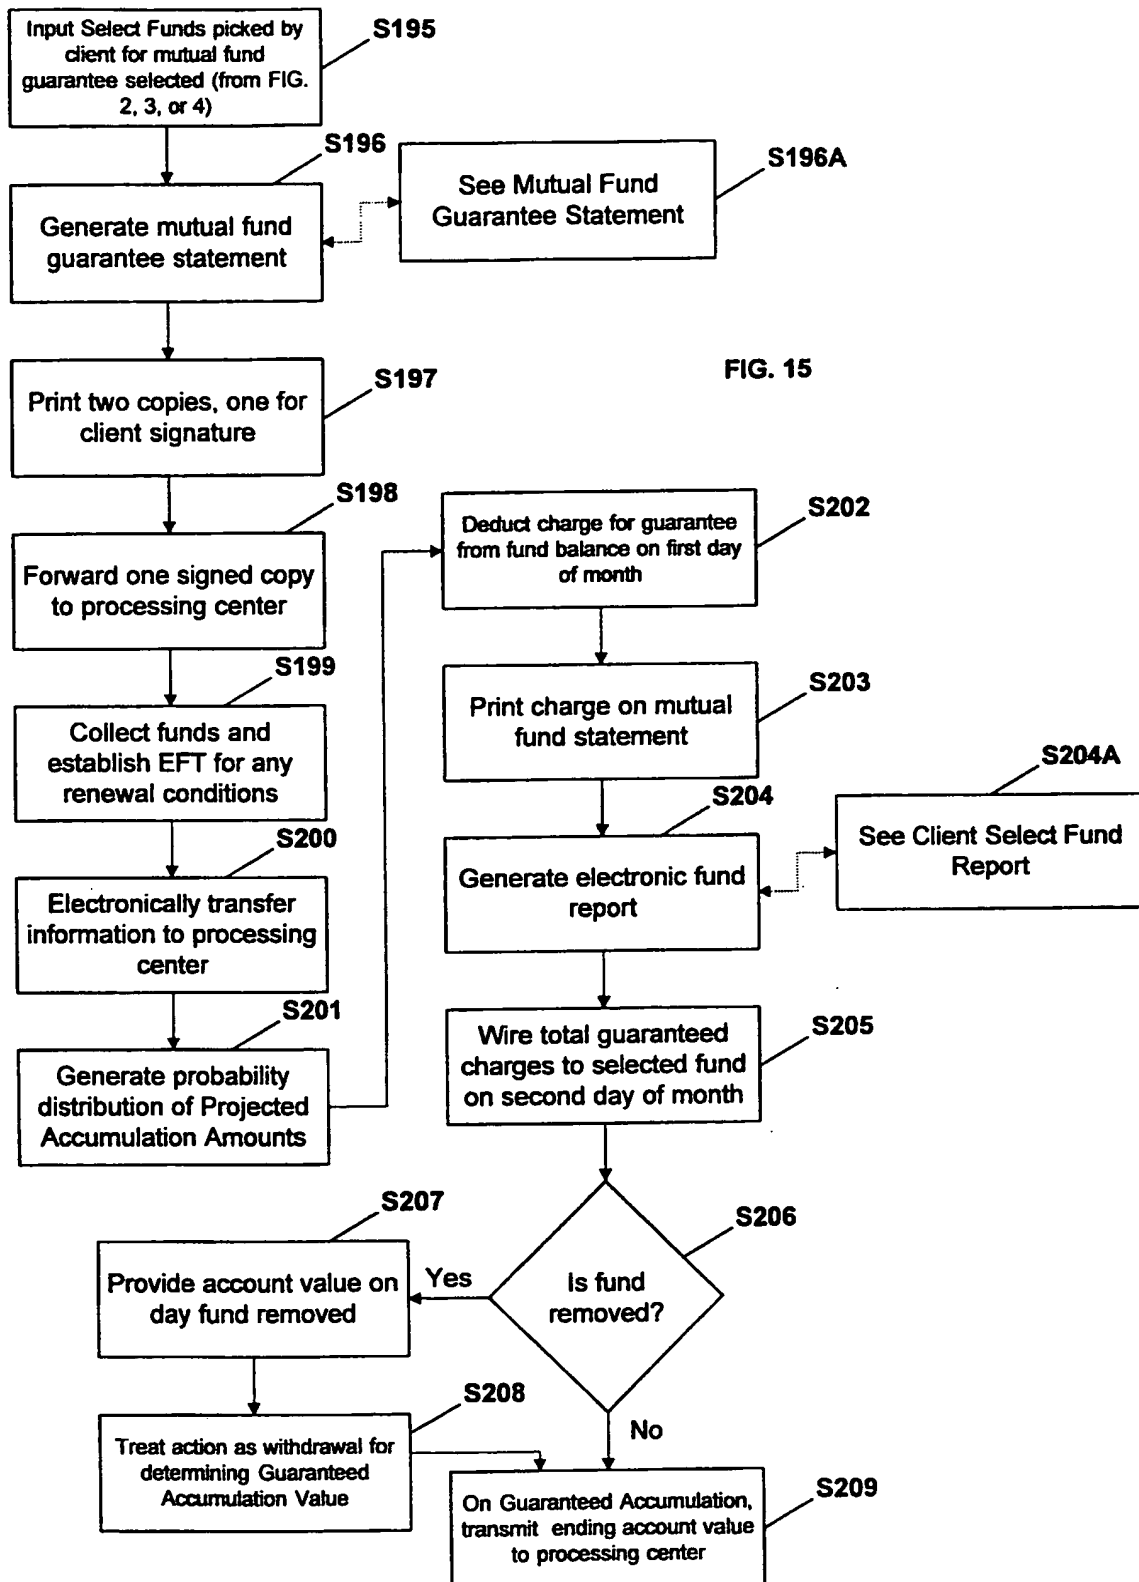 Input Select Funds picked by
client for mutual fund
guarantee selected (from FIG.
2, 3, or 4)
S195
S196
Generate mutual fund
guarantee statement
S196A
See Mutual Fund
Guarantee Statement
S197
Print two copies, one for
client signature
FIG. 15
S198
Forward one signed copy
to processing center
S199
Collect funds and
establish EFT for any
renewal conditions
S200
Electronically transfer
information to processing
center
S201
Generate probability
distribution of Projected
Accumulation Amounts
S202
Deduct charge for guarantee
from fund balance on first day
of month
S203
Print charge on mutual
fund statement
S204
Generate electronic fund
report
S204A
See Client Select Fund
Report
S205
Wire total guaranteed
charges to selected fund
on second day of month
S206
Is fund
removed?
Yes
S207
Provide account value on
day fund removed
S208
Treat action as withdrawal for
determining Guaranteed
Accumulation Value
No
S209
On Guaranteed Accumulation,
transmit ending account value
to processing center